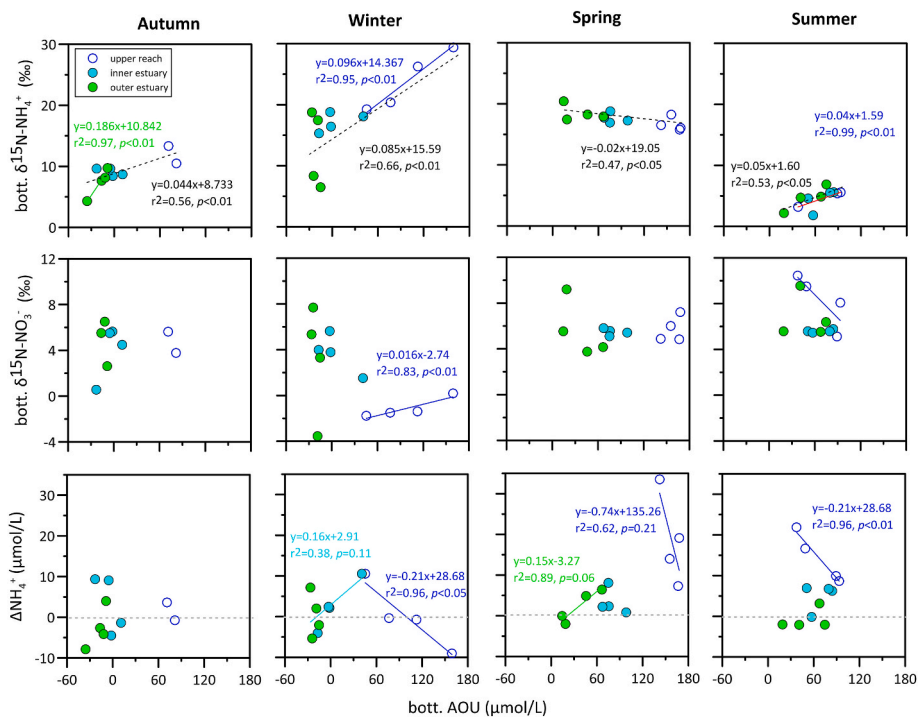 Autumn
Winter
Spring
Summer
bott. δ15N-NH4+ (‰)
30
20
10
0
upper reach
inner estuary
outer estuary
y=0.186x+10.842
r2=0.97, p<0.01
y=0.044x+8.733
r2=0.56, p<0.01
y=0.096x+14.367
r2=0.95, p<0.01
y=0.085x+15.59
r2=0.66, p<0.01
y=-0.02x+19.05
r2=0.47, p<0.05
y=0.04x+1.59
r2=0.99, p<0.01
y=0.05x+1.60
r2=0.53, p<0.05
bott. δ15N-NO3- (‰)
12
8
4
0
-4
y=0.016x-2.74
r2=0.83, p<0.01
ΔNH4+ (μmol/L)
30
20
10
0
-10
y=0.16x+2.91
r2=0.38, p=0.11
y=-0.21x+28.68
r2=0.96, p<0.05
y=-0.74x+135.26
r2=0.62, p=0.21
y=0.15x-3.27
r2=0.89, p=0.06
y=-0.21x+28.68
r2=0.96, p<0.01
-60 0 60 120 180
-60 0 60 120 180
-60 0 60 120 180
-60 0 60 120 180
bott. AOU (μmol/L)